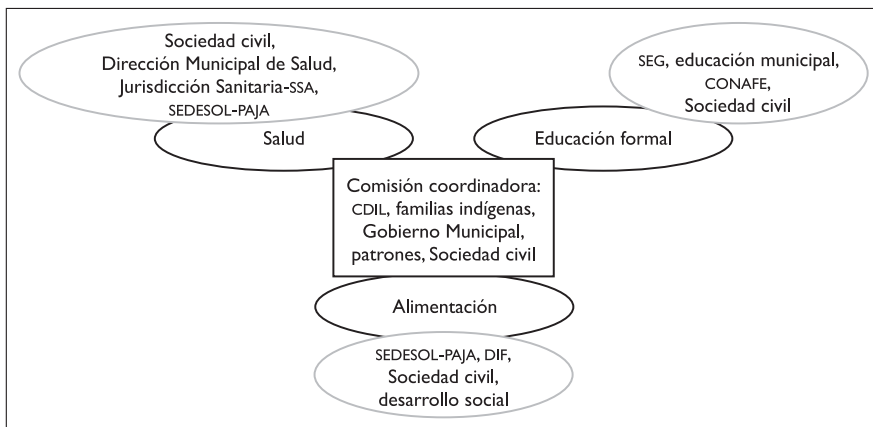 Sociedad civil,
Dirección Municipal de Salud,
Jurisdicción Sanitaria-SSA,
SEDESOL-PAJA
Salud
SEG, educación municipal,
CONAFE,
Sociedad civil
Educación formal
Comisión coordinadora:
CDIL, familias indígenas,
Gobierno Municipal,
patrones, Sociedad civil
Alimentación
SEDESOL-PAJA, DIF,
Sociedad civil,
desarrollo social